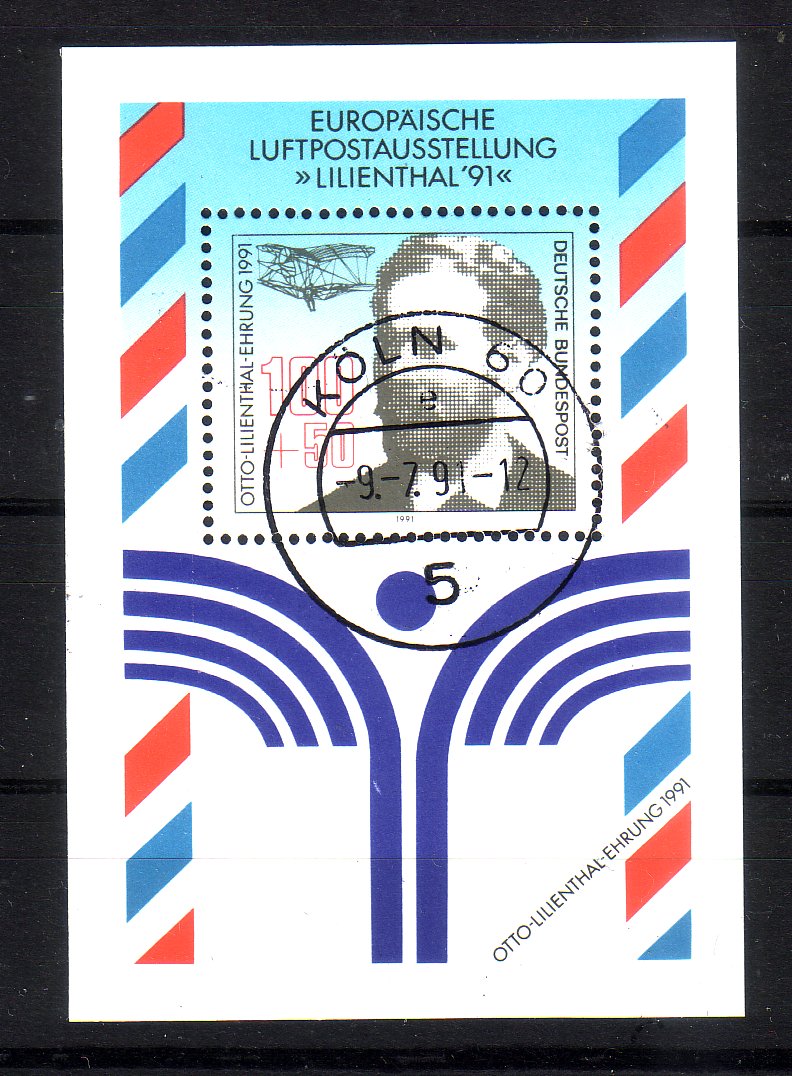 EUROPÄISCHE
LUFTPOSTAUSSTELLUNG
»LILIENTHAL'91«
OTTO-LILIENTHAL-EHRUNG 1991
100
+50
DEUTSCHE BUNDESPOST
1991
KÖLN 60
e
-9.-7.91-12
5
OTTO-LILIENTHAL-EHRUNG 1991